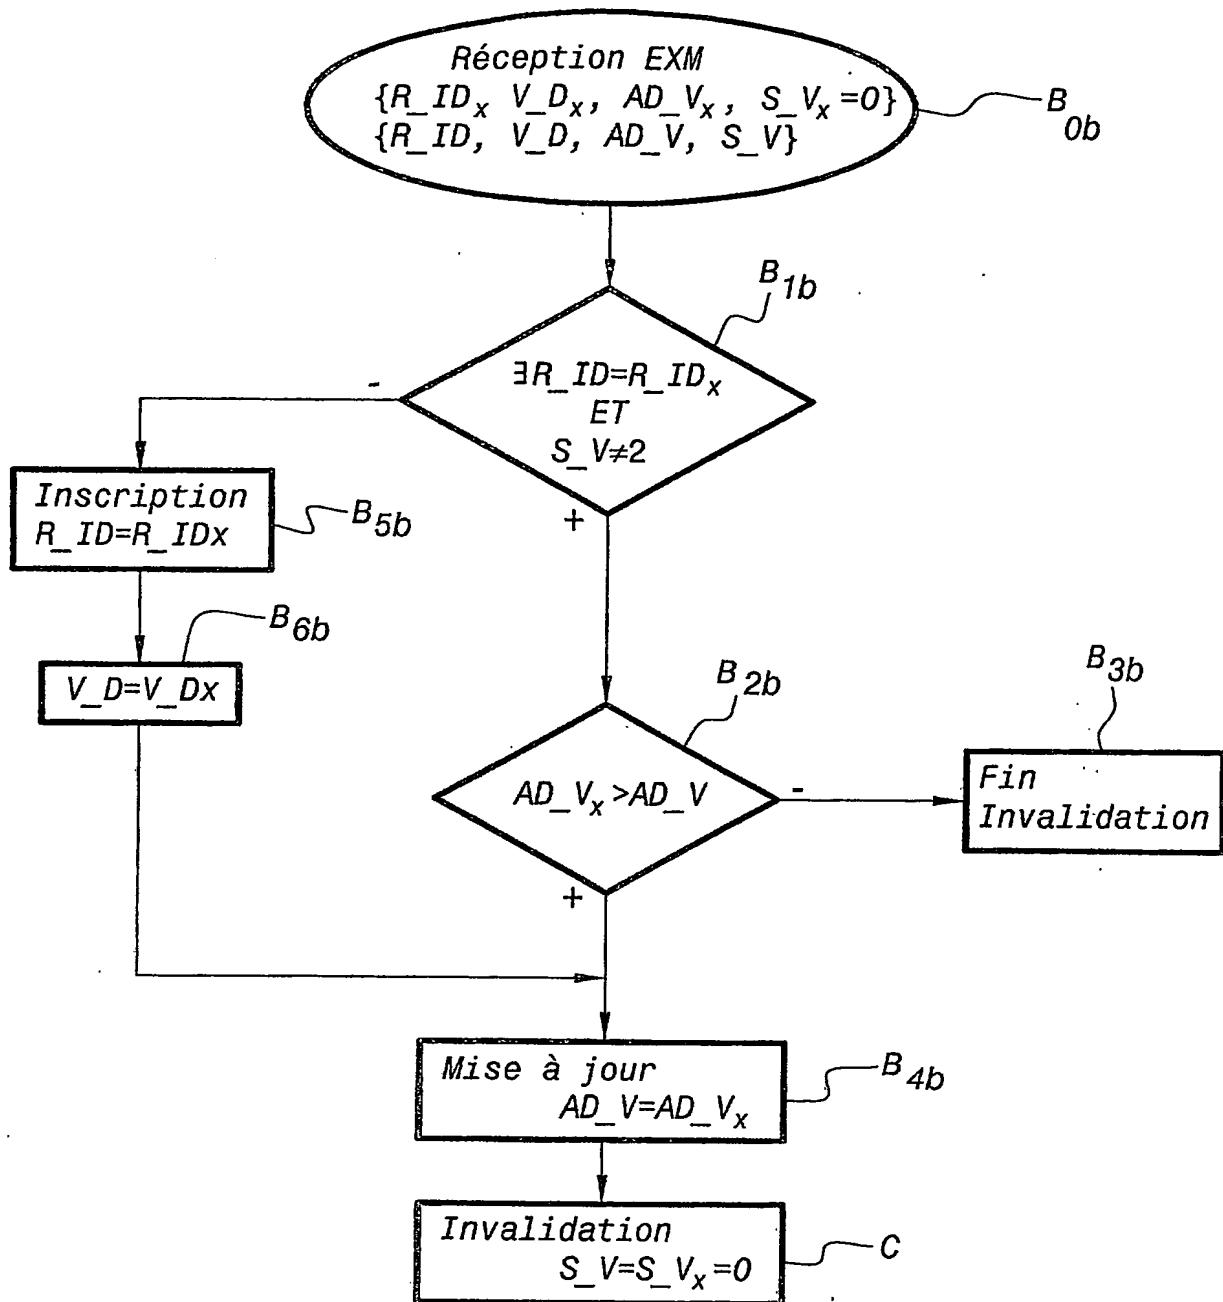 Réception EXM
{R_IDx V_Dx, AD_Vx, S_Vx=0}
{R_ID, V_D, AD_V, S_V}
B0b
B1b
-
∃R_ID=R_IDx
ET
S_V≠2
+
Inscription
R_ID=R_IDx
B5b
B6b
V_D=V_Dx
B2b
B3b
AD_Vx>AD_V
-
Fin
Invalidation
+
Mise à jour
AD_V=AD_Vx
B4b
Invalidation
S_V=S_Vx=0
C